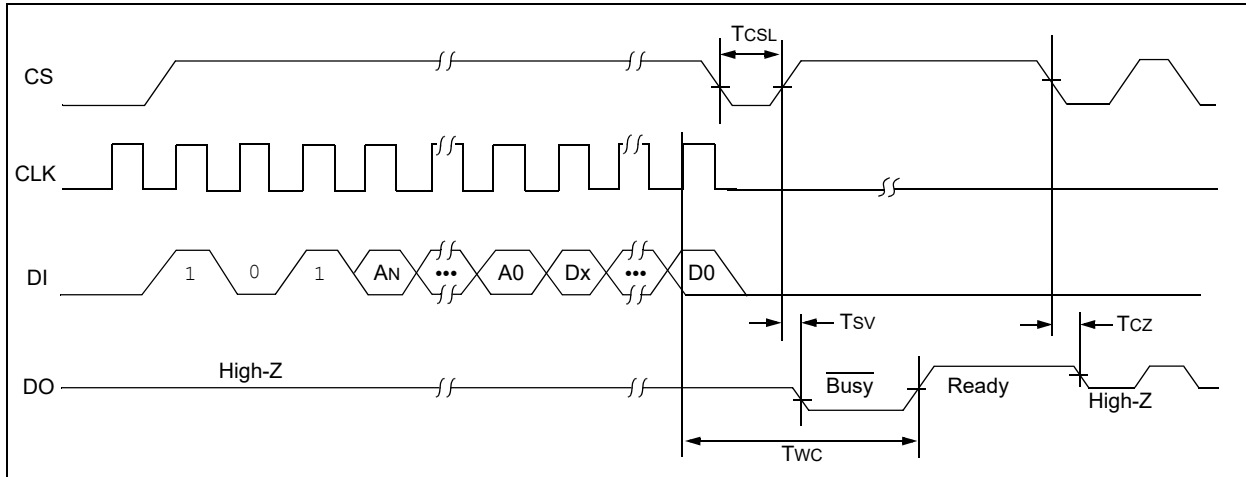 TCSL
CS
CLK
DI
1 0 1 AN ••• A0 Dx ••• D0
TSV
TCZ
DO
High-Z
Busy
Ready
High-Z
TWC